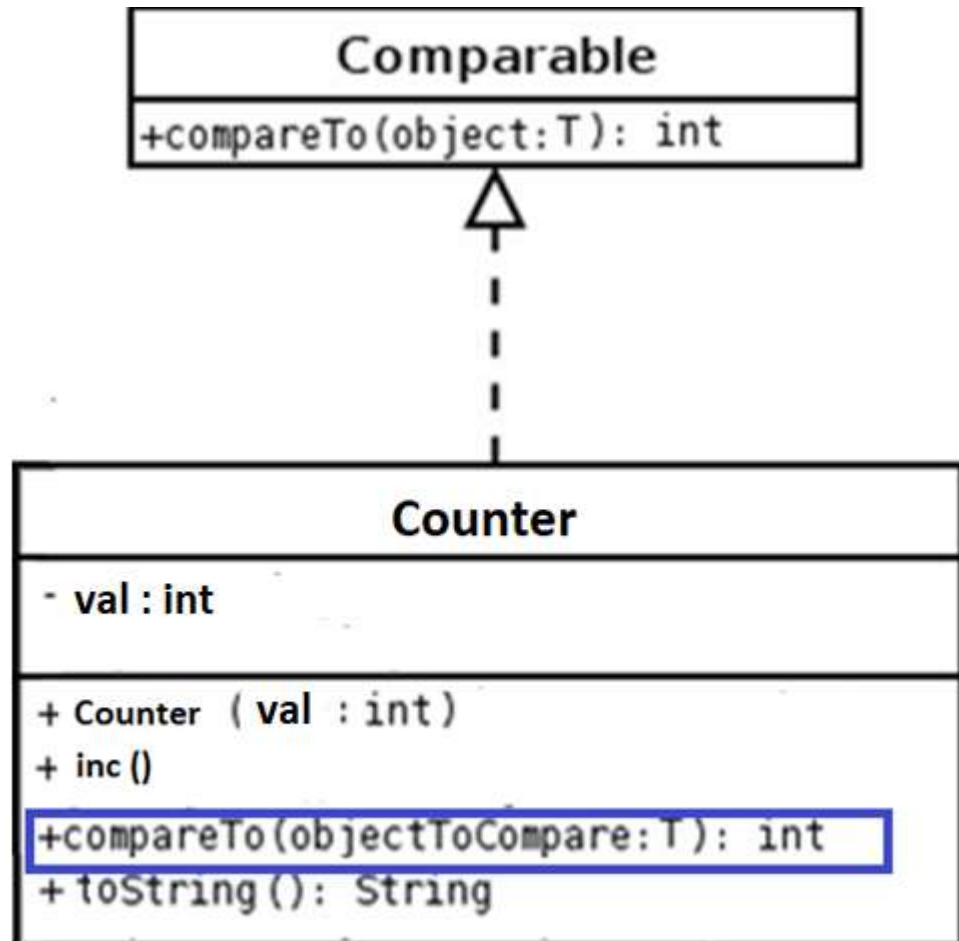 Comparable
+compareTo(object:T): int
Counter
- val : int
+ Counter (val : int)
+ inc ()
+compareTo(objectToCompare:T): int
+ toString(): String